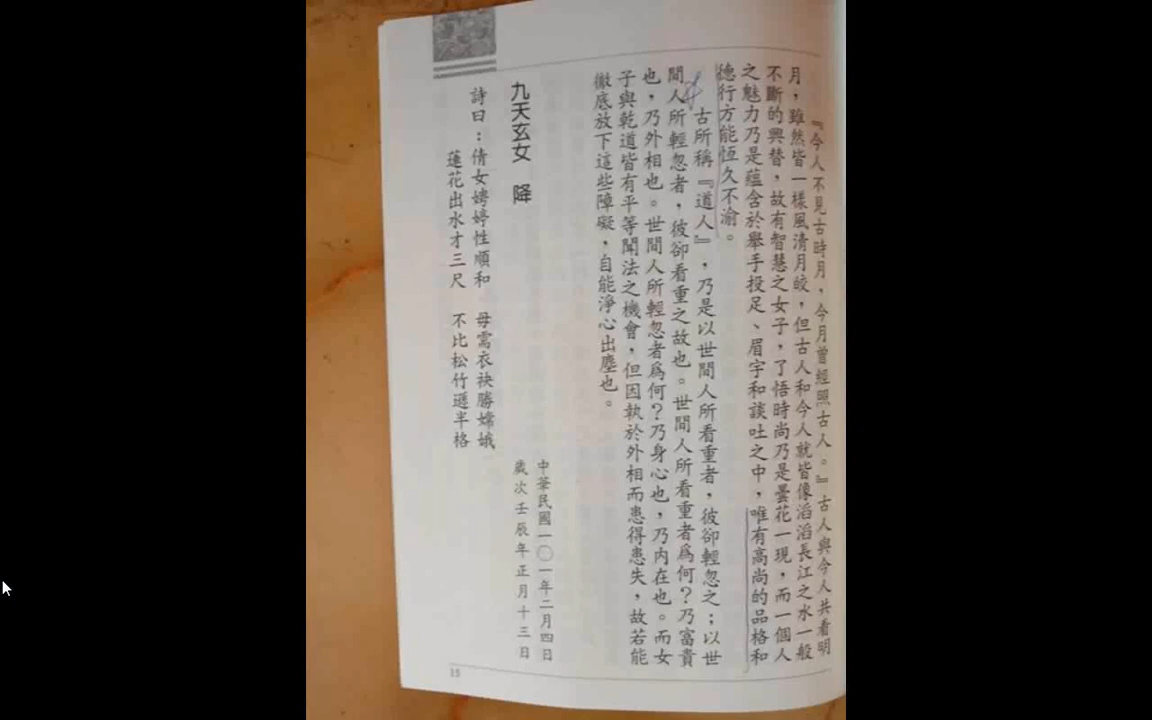 『今人不見古時月，今月曾經照古人。』古人與今人共看明
月，雖然皆一樣風清月皎，但古人和今人就皆像滔滔長江之水一般
不斷的興替，故有智慧之女子，了悟時尚乃是曇花一現，而一個人
之魅力乃是蘊含於舉手投足、眉宇和談吐之中，唯有高尚的品格和
德行方能恆久不渝。
古所稱『道人』，乃是以世間人所看重者，彼卻輕忽之；以世
間人所輕忽者，彼卻看重之故也。世間人所看重者為何？乃富貴
也，乃外相也。世間人所輕忽者為何？乃身心也，乃內在也。而女
子與乾道皆有平等聞法之機會，但因執於外相而患得患失，故若能
徹底放下這些障礙，自能淨心出塵也。
中華民國一〇一年二月四日
歲次壬辰年正月十三日
九天玄女 降
詩曰：倩女娉婷性順和 毋需衣袂勝嫦娥
蓮花出水才三尺 不比松竹遜半格
15